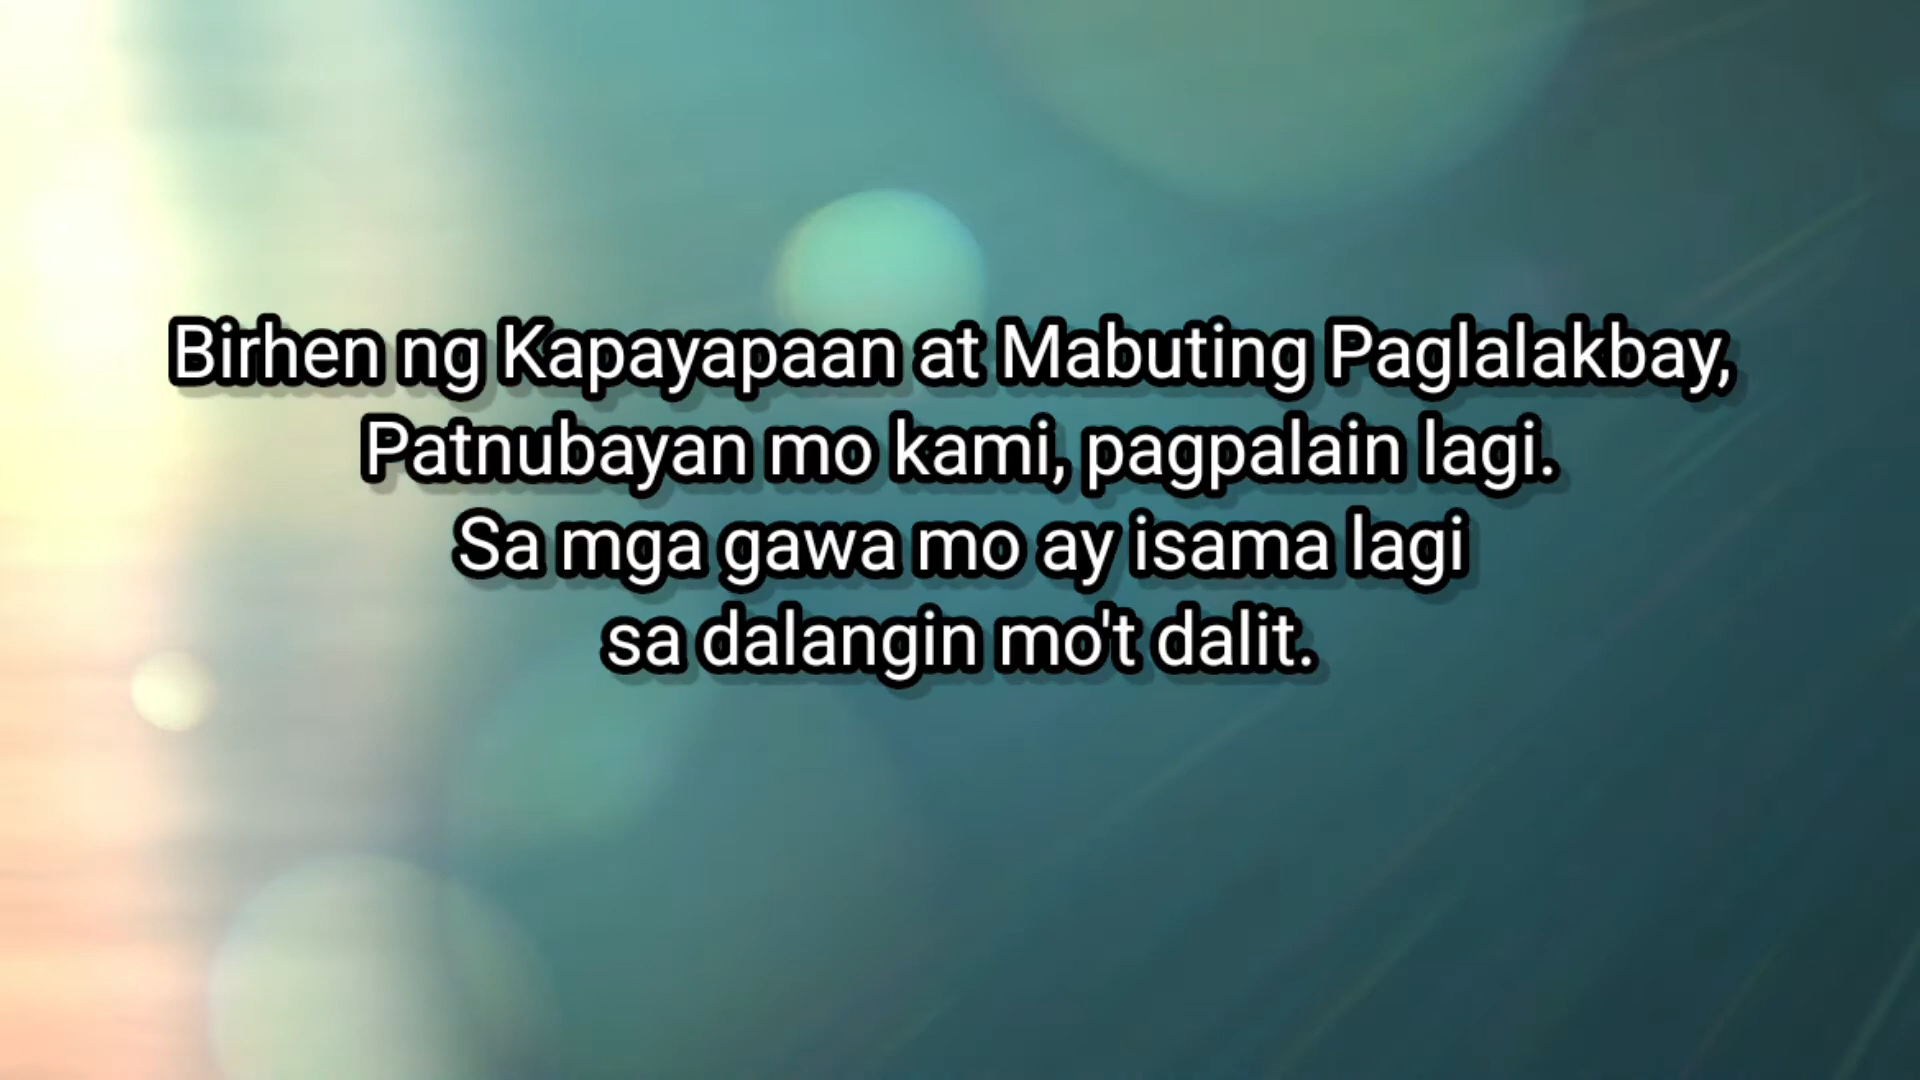 Birhen ng Kapayapaan at Mabuting Paglalakbay,
Patnubayan mo kami, pagpalain lagi.
Sa mga gawa mo ay isama lagi
sa dalangin mo't dalit.